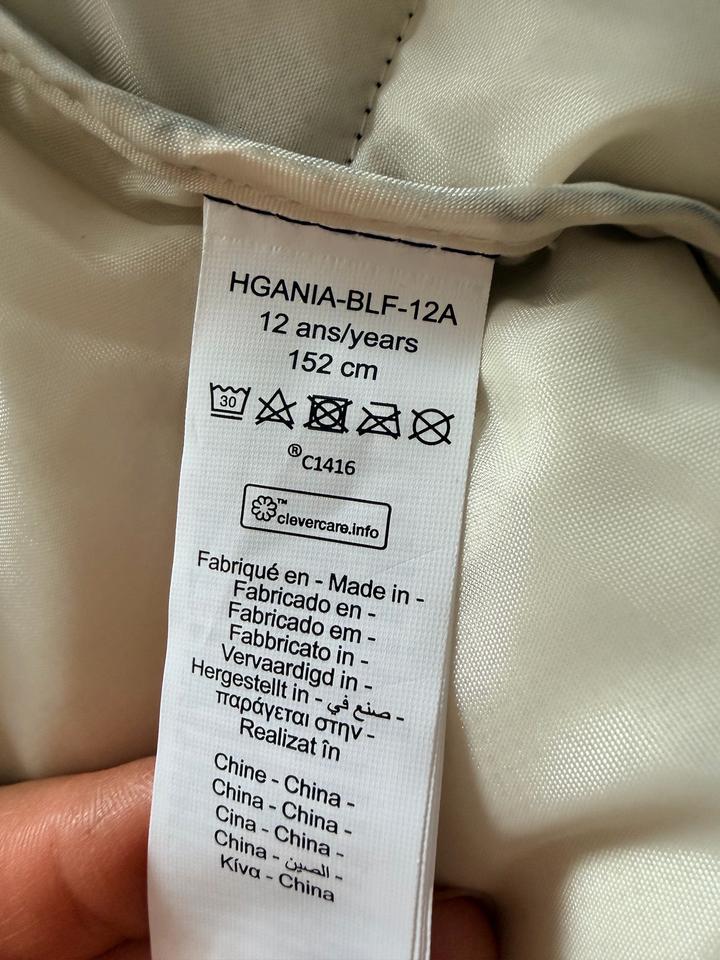 HGANIA-BLF-12A
12 ans/years
152 cm
30
®C1416
™
clevercare.info
Fabriqué en - Made in -
Fabricado en -
Fabricado em -
Fabbricato in -
Vervaardigd in -
Hergestellt in - صنع في -
παράγεται στην -
Realizat în
Chine - China -
China - China -
Cina - China -
China - الصين -
Κίνα - China